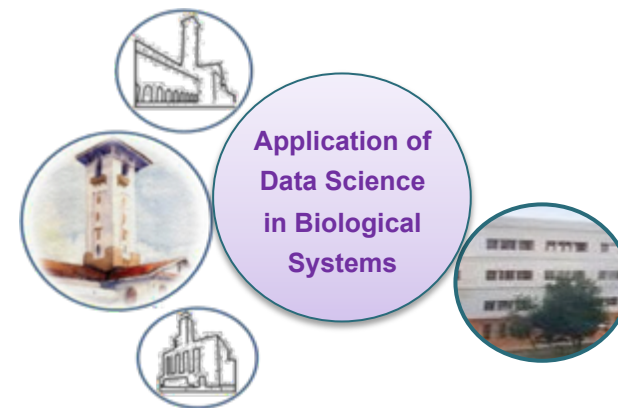 Application of
Data Science
in Biological
Systems